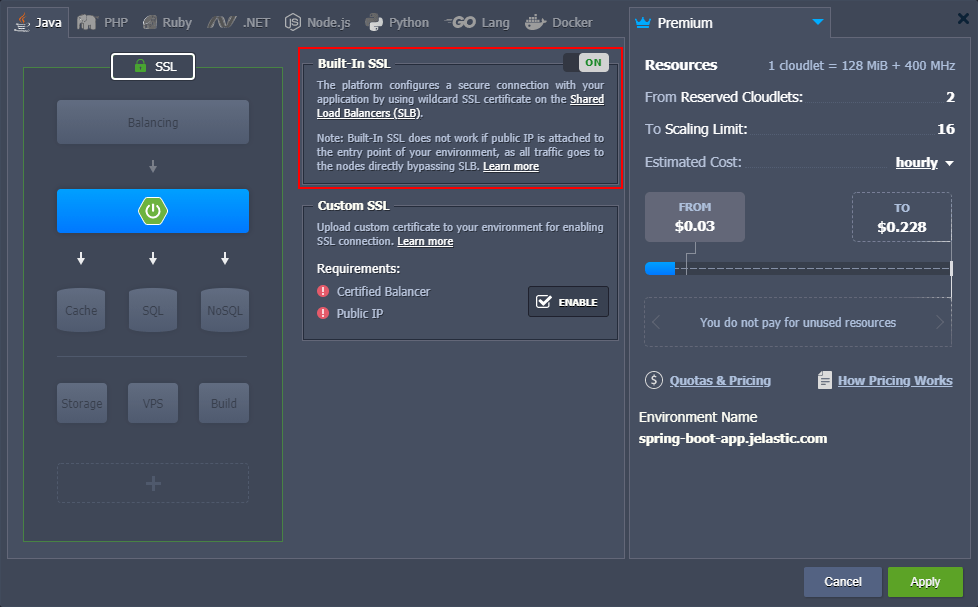 Java PHP Ruby .NET Node.js Python Lang Docker
SSL
Balancing
Cache SQL NoSQL
Storage VPS Build
Built-In SSL ON
The platform configures a secure connection with your
application by using wildcard SSL certificate on the Shared
Load Balancers (SLB).
Note: Built-In SSL does not work if public IP is attached to
the entry point of your environment, as all traffic goes to
the nodes directly bypassing SLB. Learn more
Custom SSL
Upload custom certificate to your environment for enabling
SSL connection. Learn more
Requirements:
Certified Balancer
Public IP
ENABLE
Premium
Resources 1 cloudlet = 128 MiB + 400 MHz
From Reserved Cloudlets: 2
To Scaling Limit: 16
Estimated Cost: hourly
FROM
$0.03
TO
$0.228
You do not pay for unused resources
Quotas & Pricing How Pricing Works
Environment Name
spring-boot-app.jelastic.com
Cancel Apply